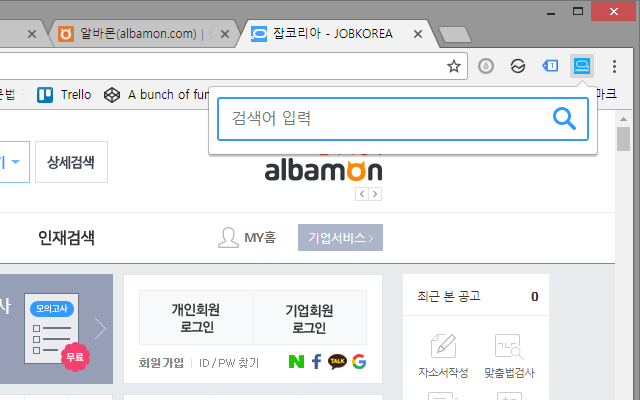 알바몬(albamon.com) |
잡코리아 - JOBKOREA
문법
Trello
A bunch of fun
마크
검색어 입력
상세검색
albamon
인재검색
MY홈
기업서비스 >
모의고사
무료
개인회원
로그인
기업회원
로그인
회원 가입 | ID / PW 찾기
N f TALK G
최근 본 공고 0
자소서작성
맞춤법검사